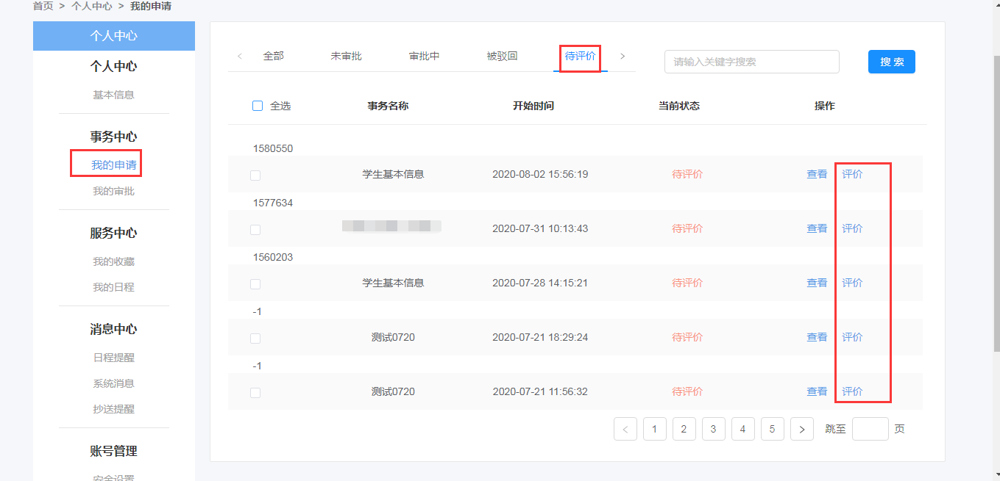 首页 > 个人中心 > 我的申请
个人中心
个人中心
基本信息
事务中心
我的申请
我的审批
服务中心
我的收藏
我的日程
消息中心
日程提醒
系统消息
抄送提醒
账号管理
安全设置
< 全部 未审批 审批中 被驳回 待评价 >
请输入关键字搜索 搜 索
全选 事务名称 开始时间 当前状态 操作
1580550
学生基本信息 2020-08-02 15:56:19 待评价 查看 评价
1577634
2020-07-31 10:13:43 待评价 查看 评价
1560203
学生基本信息 2020-07-28 14:15:21 待评价 查看 评价
-1
测试0720 2020-07-21 18:29:24 待评价 查看 评价
-1
测试0720 2020-07-21 11:56:32 待评价 查看 评价
< 1 2 3 4 5 > 跳至 页